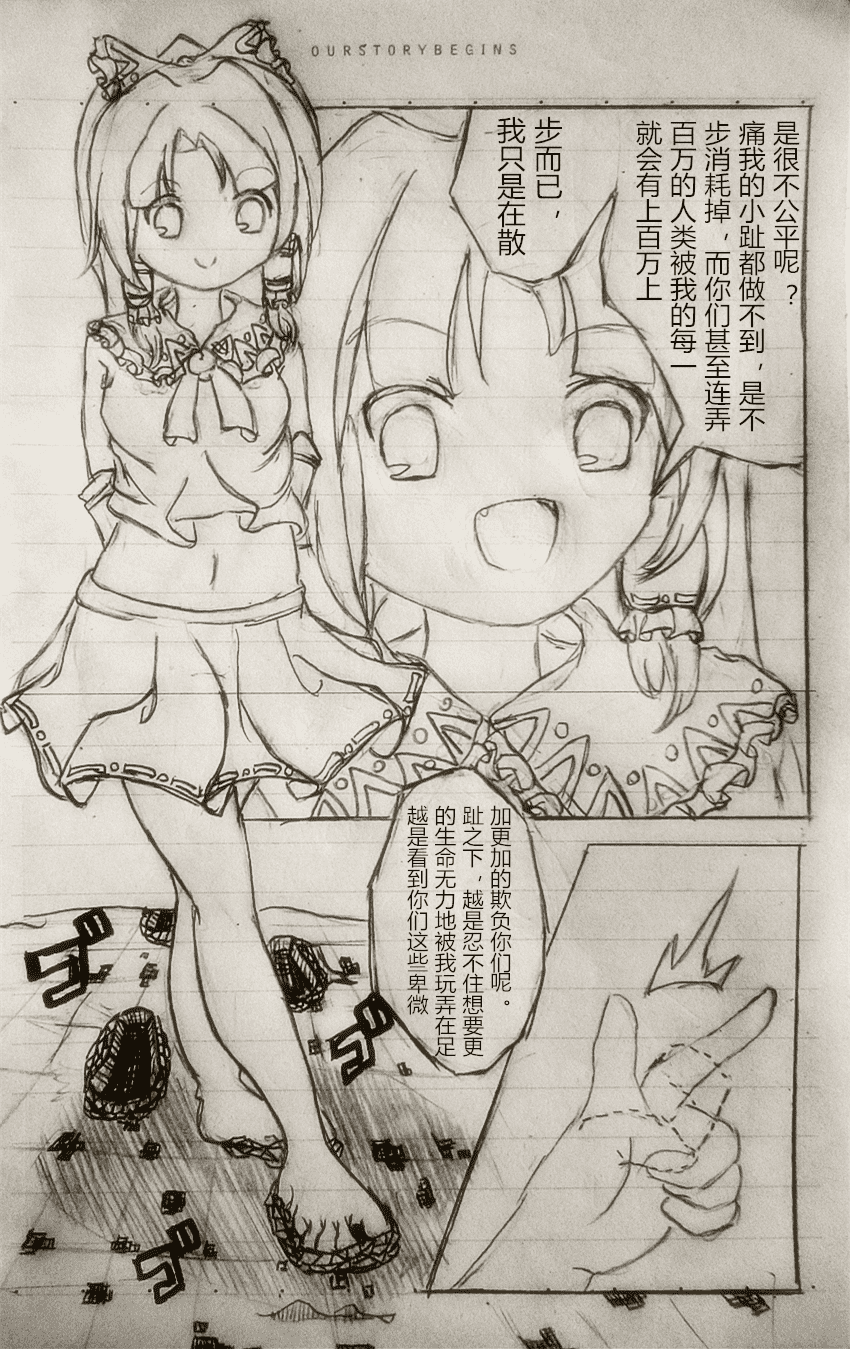 OURSTORYBEGINS
我只是在散
步而已，
就会有上百万上
百万的人类被我的每一
步消耗掉，而你们甚至连弄
痛我的小趾都做不到，是不
是很不公平呢？
越是看到你们这些卑微
的生命无力地被我玩弄在足
趾之下，越是忍不住想要更
加更加的欺负你们呢。
ゴ
ゴ
ゴ